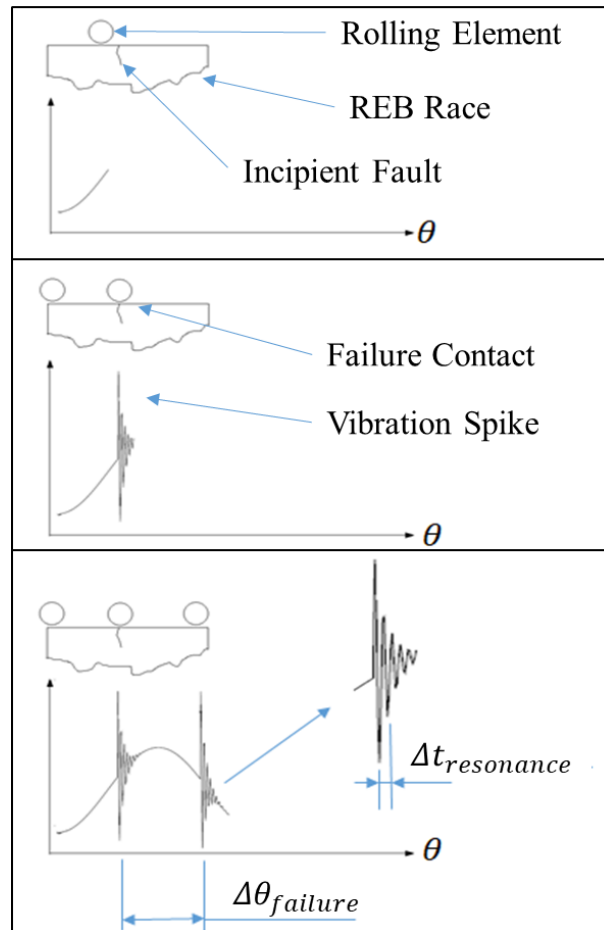 Rolling Element
REB Race
Incipient Fault
θ
Failure Contact
Vibration Spike
θ
Δt_resonance
θ
Δθ_failure